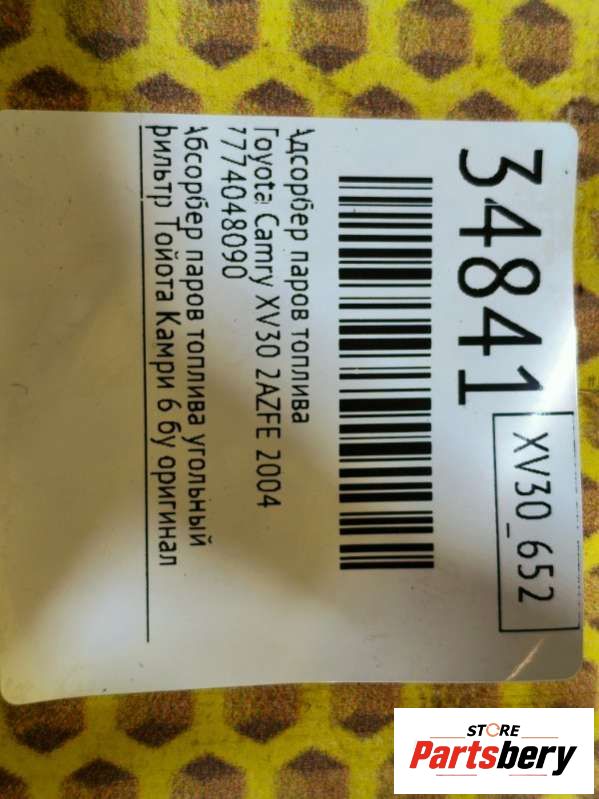 34841
XV30_652
Адсорбер паров топлива
Toyota Camry XV30 2AZFE 2004
7774048090
Абсорбер паров топлива угольный
фильтр Тойота Камри 6 бу оригинал
STORE
Partsbery